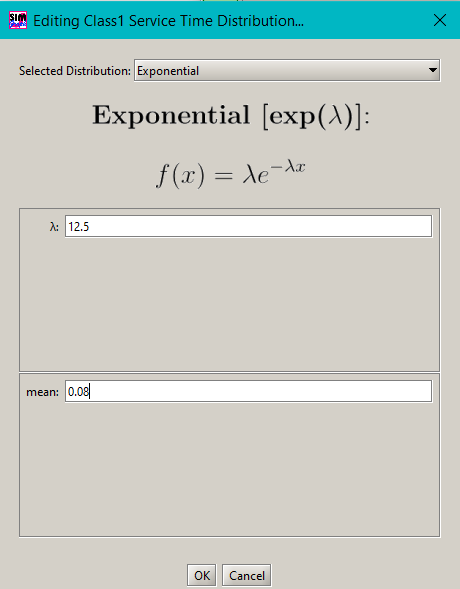 SIM
Editing Class1 Service Time Distribution...
Selected Distribution: Exponential
Exponential [exp(λ)]:
f(x) = λe^{−λx}
λ: 12.5
mean: 0.08
OK Cancel